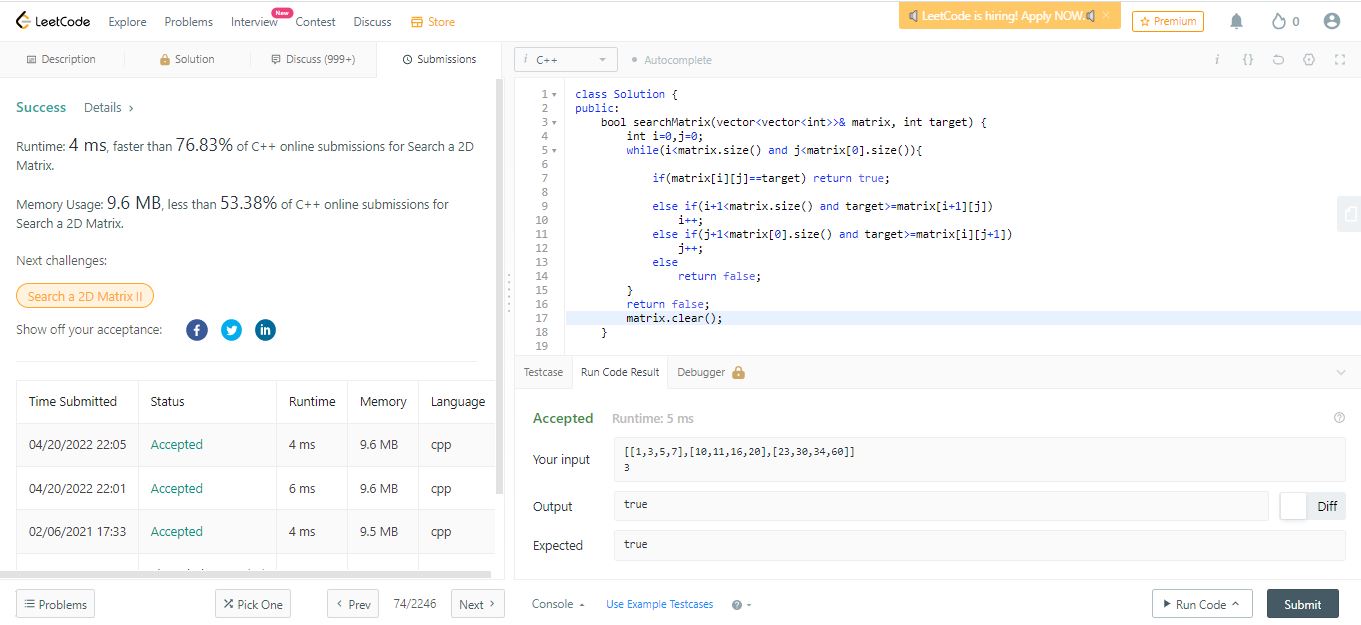 LeetCode Explore Problems Interview New Contest Discuss Store LeetCode is hiring! Apply NOW. × Premium 0
Description Solution Discuss (999+) Submissions
i C++ Autocomplete i {}
Success Details ›
Runtime: 4 ms, faster than 76.83% of C++ online submissions for Search a 2D
Matrix.
Memory Usage: 9.6 MB, less than 53.38% of C++ online submissions for
Search a 2D Matrix.
Next challenges:
Search a 2D Matrix II
Show off your acceptance:
Time Submitted Status Runtime Memory Language
04/20/2022 22:05 Accepted 4 ms 9.6 MB cpp
04/20/2022 22:01 Accepted 6 ms 9.6 MB cpp
02/06/2021 17:33 Accepted 4 ms 9.5 MB cpp
Problems Pick One Prev 74/2246 Next
1 class Solution {
2 public:
3 bool searchMatrix(vector<vector<int>>& matrix, int target) {
4 int i=0,j=0;
5 while(i<matrix.size() and j<matrix[0].size()){
6
7 if(matrix[i][j]==target) return true;
8
9 else if(i+1<matrix.size() and target>=matrix[i+1][j])
10 i++;
11 else if(j+1<matrix[0].size() and target>=matrix[i][j+1])
12 j++;
13 else
14 return false;
15 }
16 return false;
17 matrix.clear();
18 }
19
Testcase Run Code Result Debugger
Accepted Runtime: 5 ms
Your input
[[1,3,5,7],[10,11,16,20],[23,30,34,60]]
3
Output true Diff
Expected true
Console Use Example Testcases ? Run Code Submit